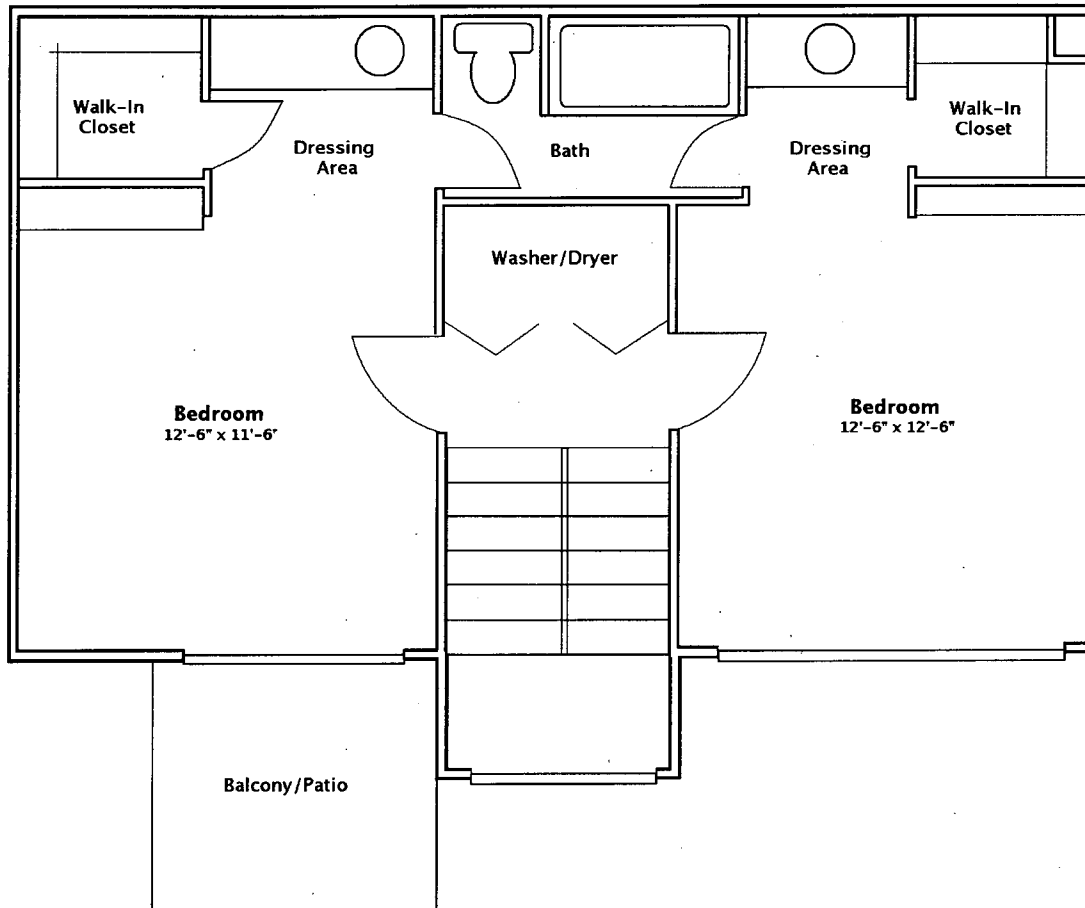 Walk-In
Closet
Dressing
Area
Bath
Dressing
Area
Walk-In
Closet
Washer/Dryer
Bedroom
12'-6" x 11'-6"
Bedroom
12'-6" x 12'-6"
Balcony/Patio